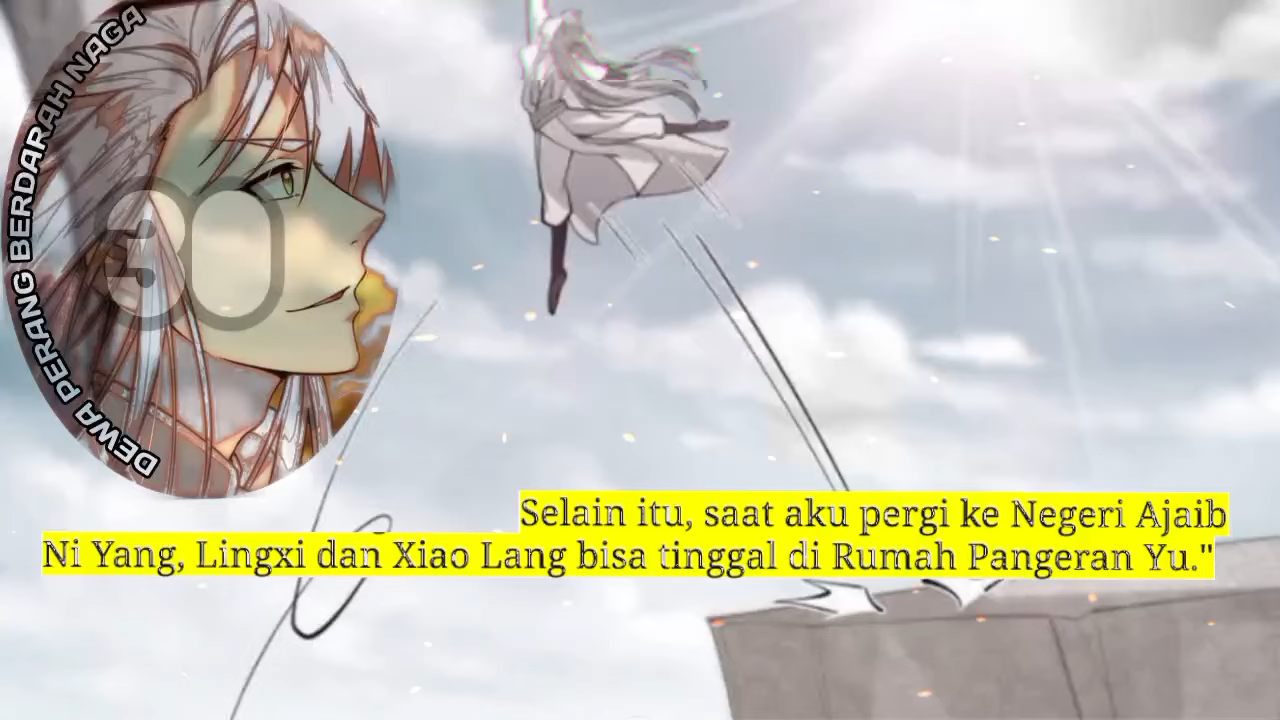 DEWA PERANG BERDARAH NAGA
30
Selain itu, saat aku pergi ke Negeri Ajaib
Ni Yang, Lingxi dan Xiao Lang bisa tinggal di Rumah Pangeran Yu."